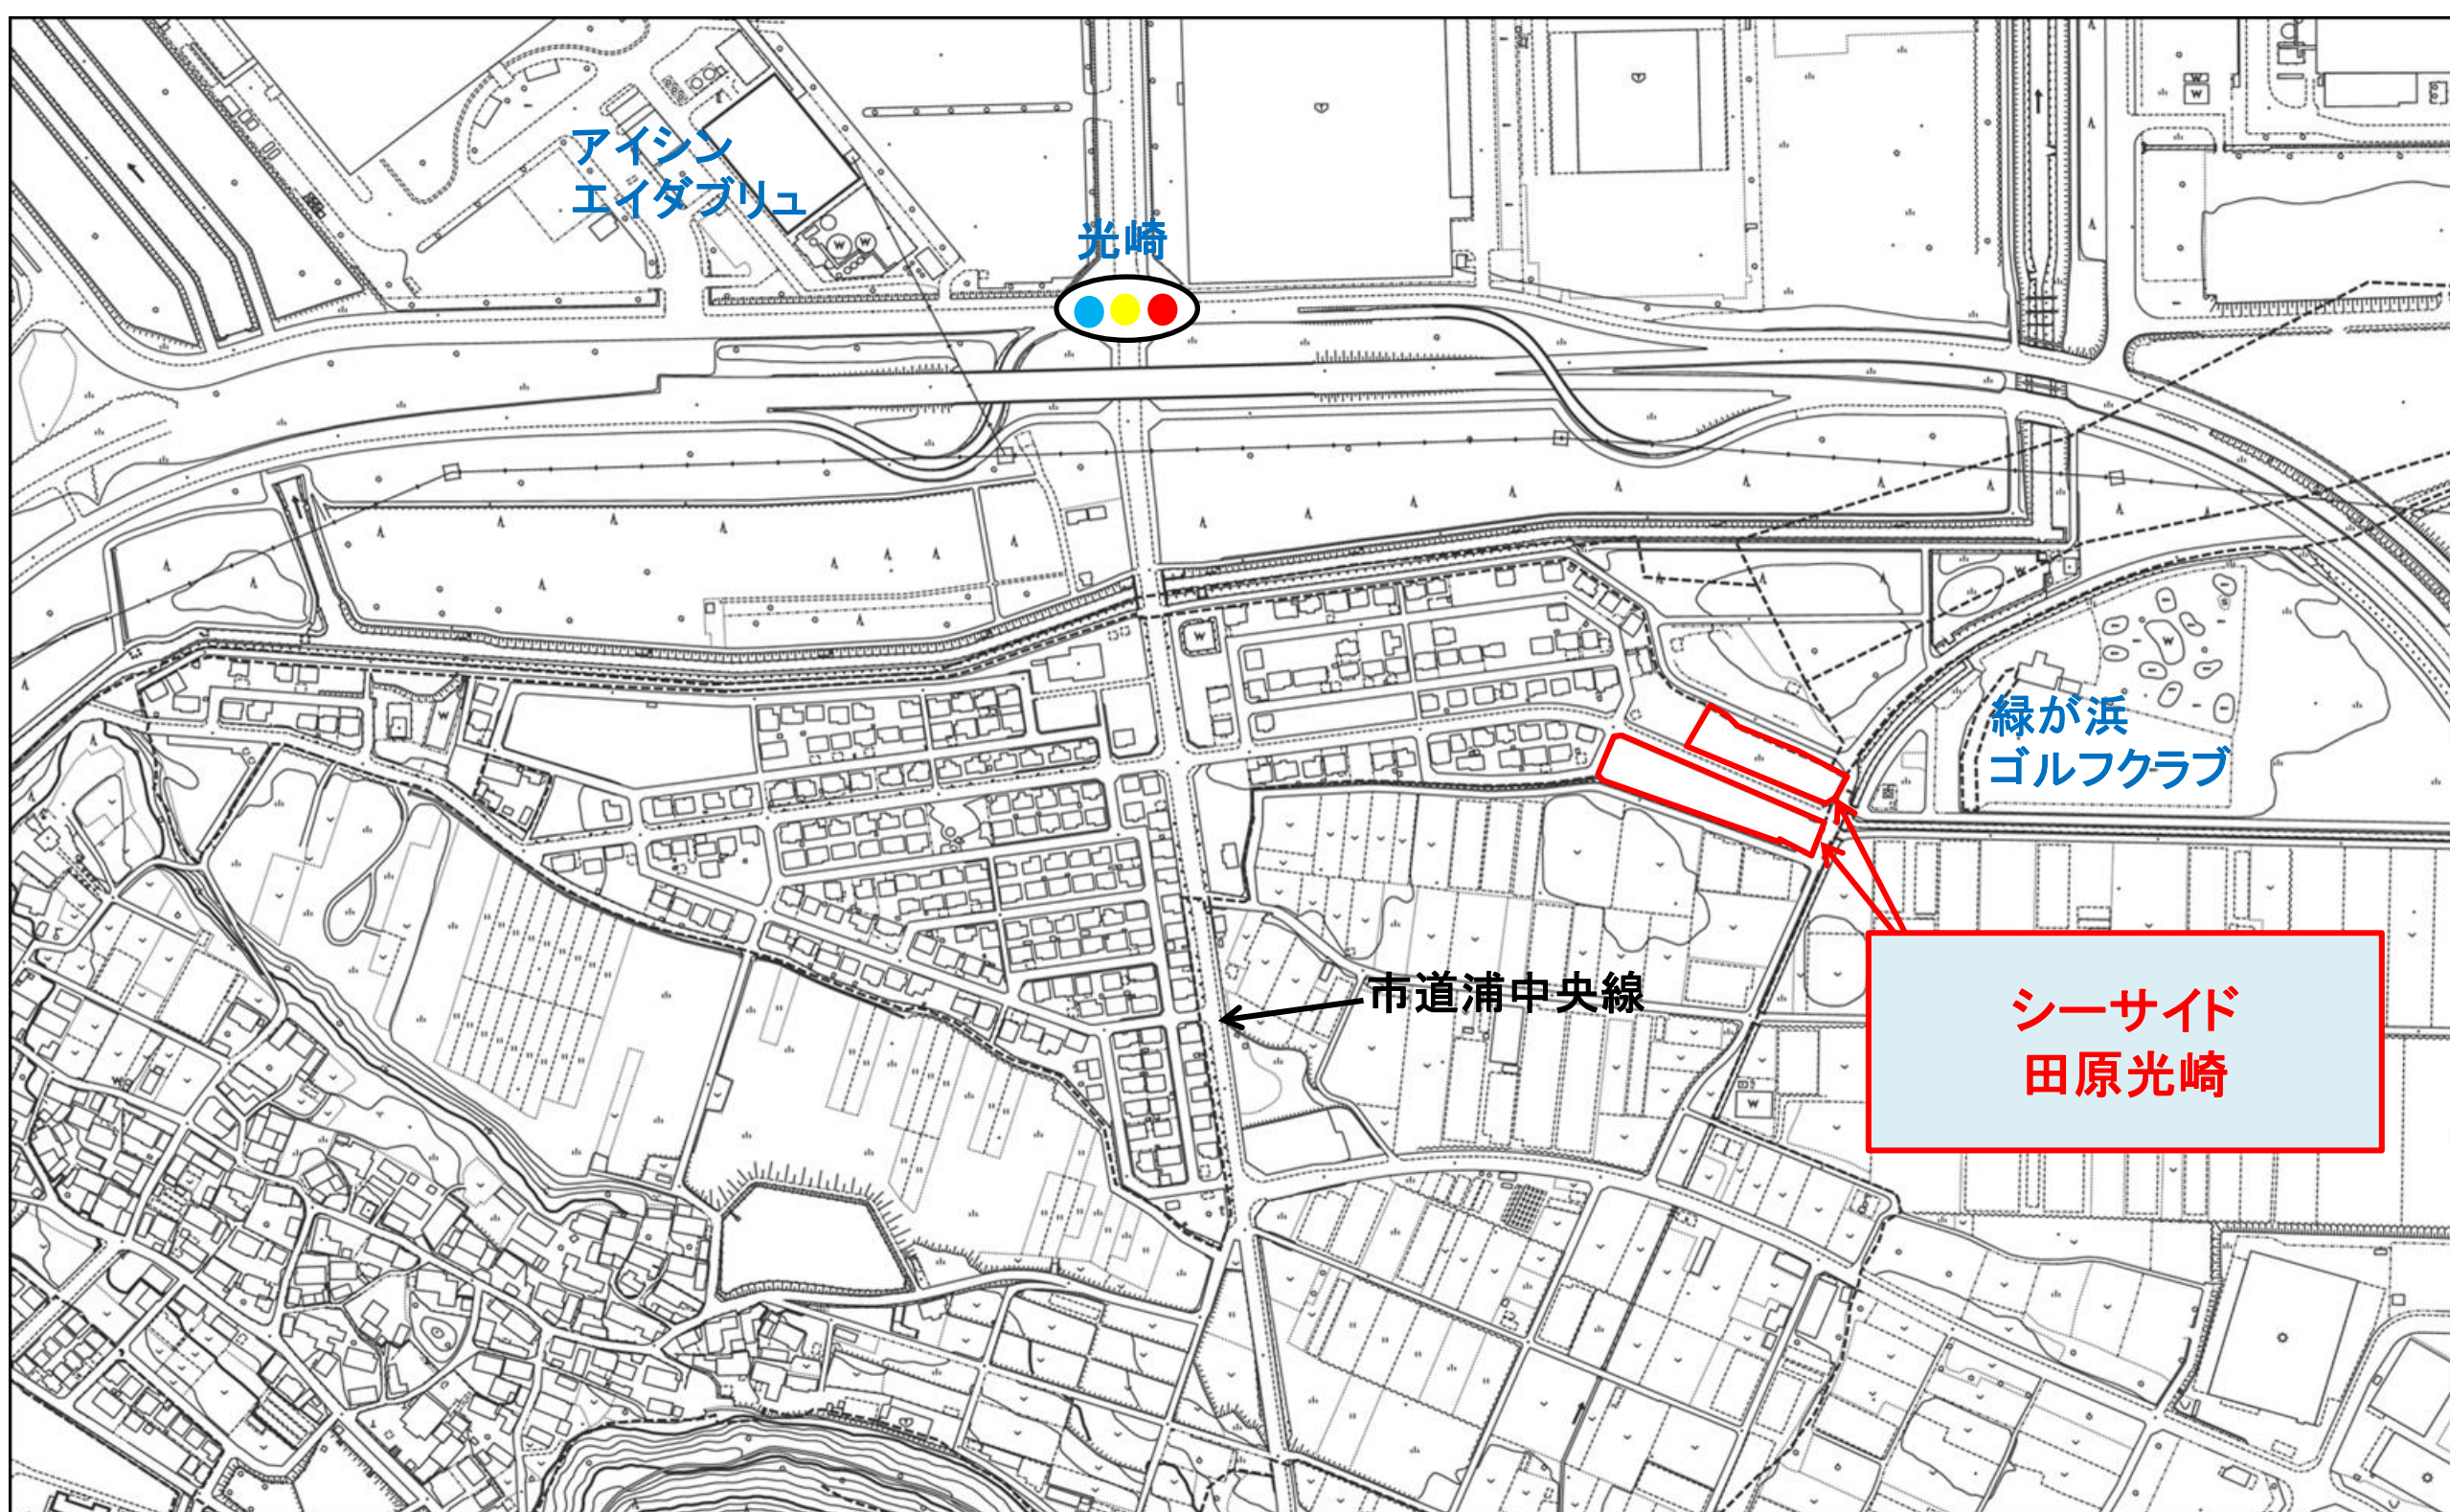 アイシン
エイダブリュ
光崎
緑が浜
ゴルフクラブ
市道浦中央線
シーサイド
田原光崎